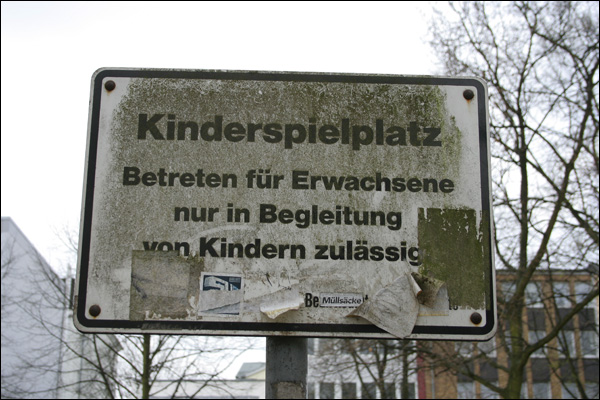 Kinderspielplatz
Betreten für Erwachsene
nur in Begleitung
von Kindern zulässig
Müllsäcke